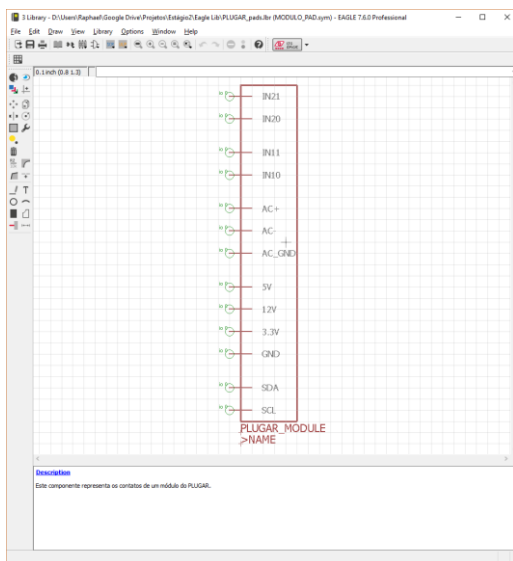 3 Library - D:\Users\Raphael\Google Drive\Projetos\Estágio2\Eagle Lib\PLUGAR_pads.lbr (MODULO_PAD.sym) - EAGLE 7.6.0 Professional
File Edit Draw View Library Options Window Help
0.1 inch (0.8 1.3)
IN21
IN20
IN11
IN10
AC+
AC-
AC_GND
5V
12V
3.3V
GND
SDA
SCL
PLUGAR_MODULE
>NAME
Description
Este componente representa os contatos de um módulo do PLUGAR.